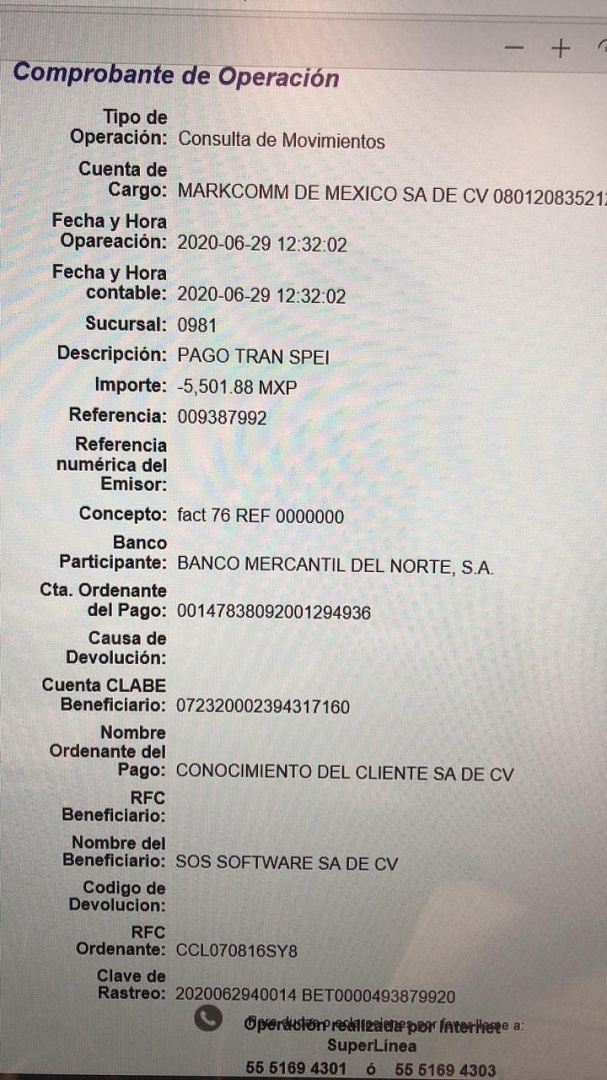 Comprobante de Operación
Tipo de
Operación: Consulta de Movimientos
Cuenta de
Cargo: MARKCOMM DE MEXICO SA DE CV 0801208352
Fecha y Hora
Opareación: 2020-06-29 12:32:02
Fecha y Hora
contable: 2020-06-29 12:32:02
Sucursal: 0981
Descripción: PAGO TRAN SPEI
Importe: -5,501.88 MXP
Referencia: 009387992
Referencia
numérica del
Emisor:
Concepto: fact 76 REF 0000000
Banco
Participante: BANCO MERCANTIL DEL NORTE, S.A.
Cta. Ordenante
del Pago: 00147838092001294936
Causa de
Devolución:
Cuenta CLABE
Beneficiario: 072320002394317160
Nombre
Ordenante del
Pago: CONOCIMIENTO DEL CLIENTE SA DE CV
RFC
Beneficiario:
Nombre del
Beneficiario: SOS SOFTWARE SA DE CV
Codigo de
Devolucion:
RFC
Ordenante: CCL070816SY8
Clave de
Rastreo: 2020062940014 BET0000493879920
Operación realizada por Internet
a:
SuperLínea
55 5169 4301 ó 55 5169 4303